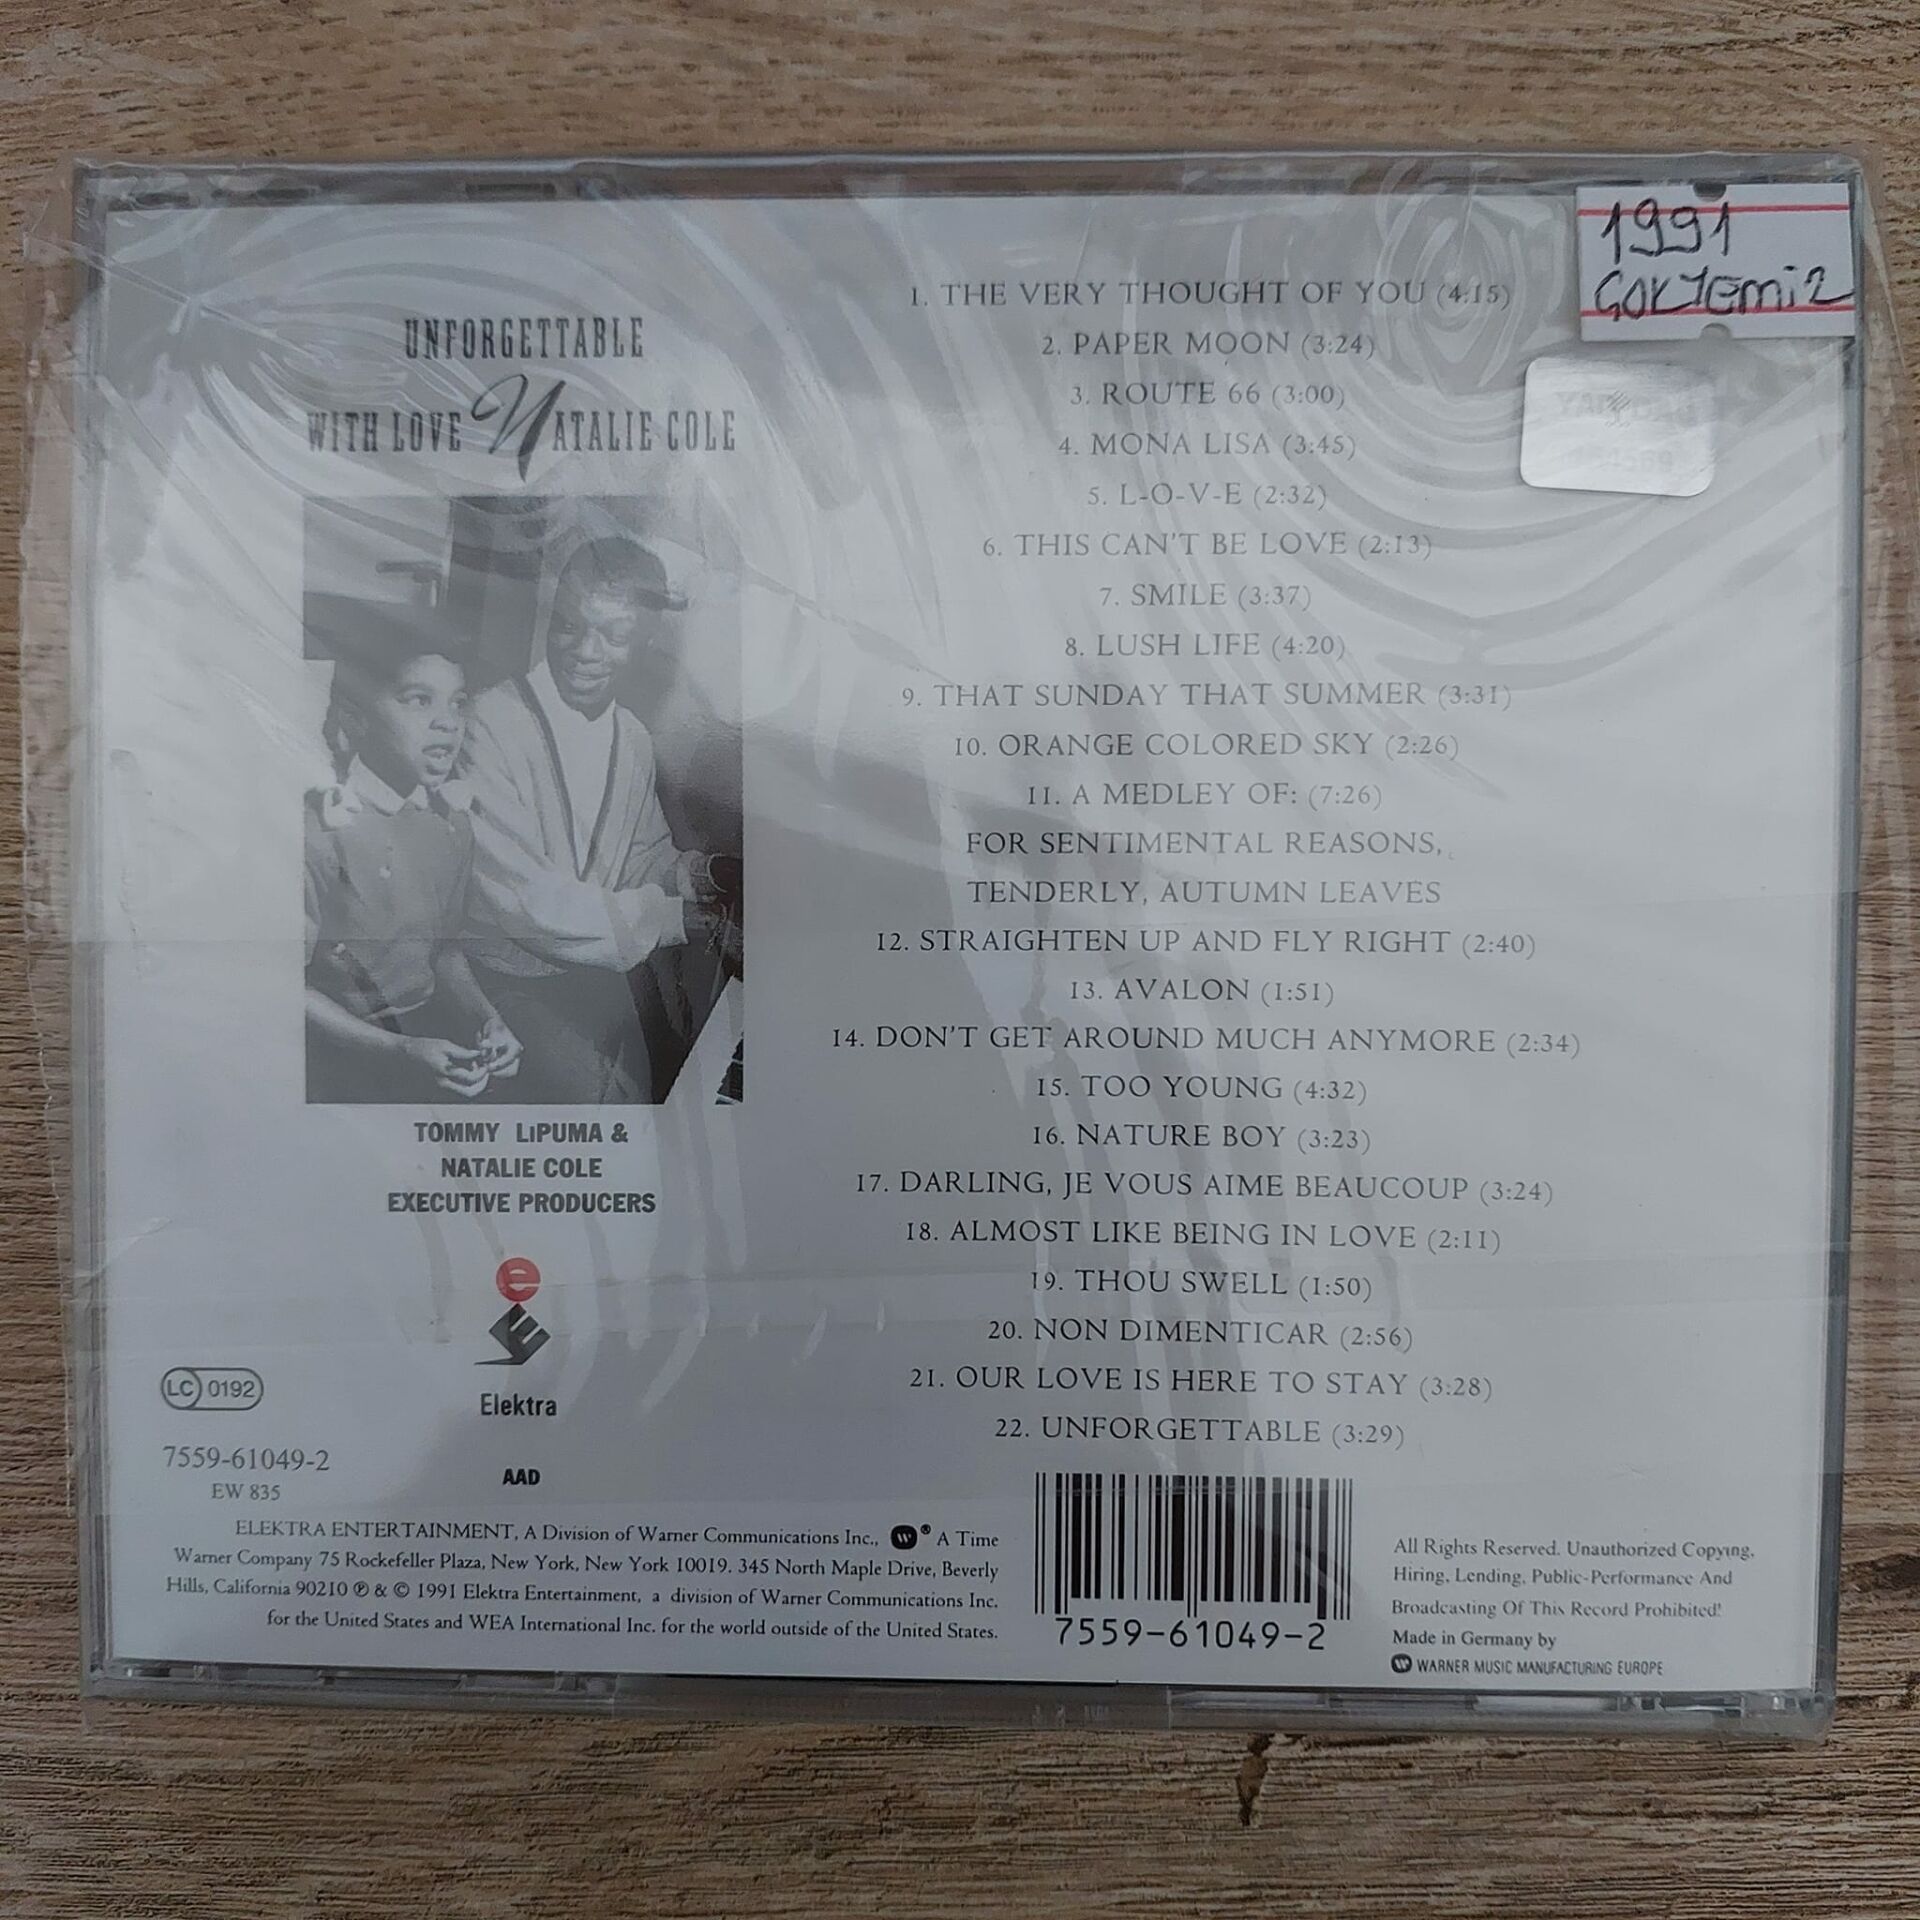 1991
GOKTEMiz
UNFORGETTABLE
WITH LOVE NATALIE COLE
1. THE VERY THOUGHT OF YOU (4:15)
2. PAPER MOON (3:24)
3. ROUTE 66 (3:00)
4. MONA LISA (3:45)
5. L-O-V-E (2:32)
6. THIS CAN'T BE LOVE (2:13)
7. SMILE (3:37)
8. LUSH LIFE (4:20)
9. THAT SUNDAY THAT SUMMER (3:31)
10. ORANGE COLORED SKY (2:26)
11. A MEDLEY OF: (7:26)
FOR SENTIMENTAL REASONS,
TENDERLY, AUTUMN LEAVES
12. STRAIGHTEN UP AND FLY RIGHT (2:40)
13. AVALON (1:51)
14. DON'T GET AROUND MUCH ANYMORE (2:34)
15. TOO YOUNG (4:32)
16. NATURE BOY (3:23)
17. DARLING, JE VOUS AIME BEAUCOUP (3:24)
18. ALMOST LIKE BEING IN LOVE (2:11)
19. THOU SWELL (1:50)
20. NON DIMENTICAR (2:56)
21. OUR LOVE IS HERE TO STAY (3:28)
22. UNFORGETTABLE (3:29)
TOMMY LiPUMA &
NATALIE COLE
EXECUTIVE PRODUCERS
e
E
Elektra
AAD
LC 0192
7559-61049-2
EW 835
ELEKTRA ENTERTAINMENT, A Division of Warner Communications Inc., ® A Time
Warner Company 75 Rockefeller Plaza, New York, New York 10019. 345 North Maple Drive, Beverly
Hills, California 90210 ℗ & © 1991 Elektra Entertainment, a division of Warner Communications Inc.
for the United States and WEA International Inc. for the world outside of the United States.
7559-61049-2
All Rights Reserved. Unauthorized Copying,
Hiring, Lending, Public-Performance And
Broadcasting Of This Record Prohibited!
Made in Germany by
WARNER MUSIC MANUFACTURING EUROPE